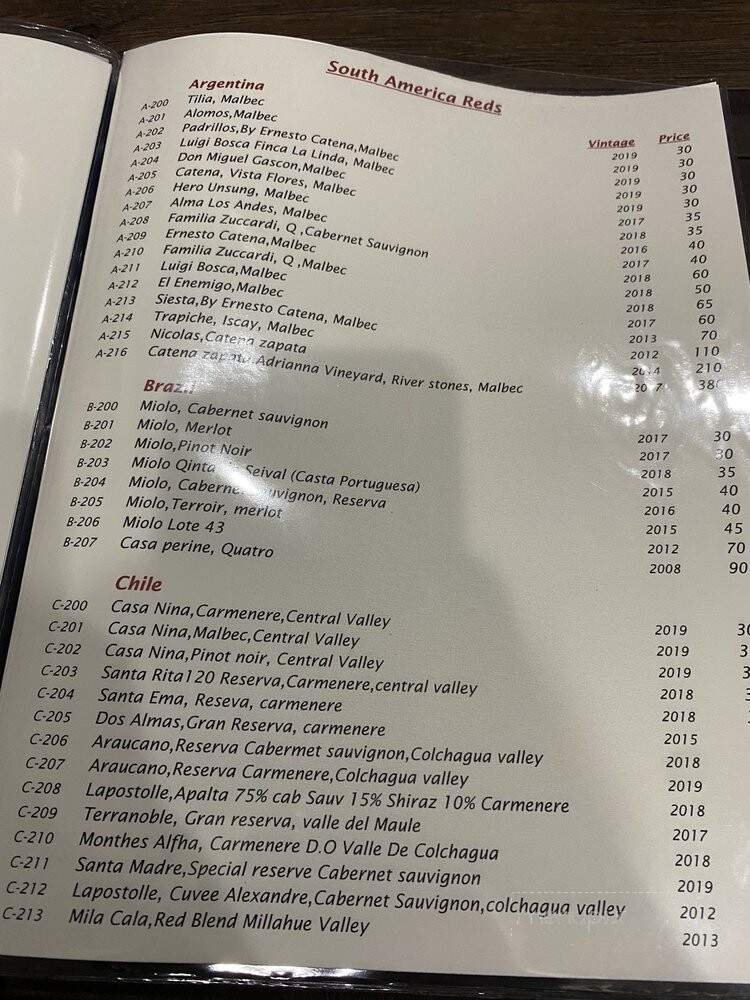 South America Reds
Vintage Price
Argentina
A-200 Tilia, Malbec 2019 30
A-201 Alomos,Malbec 2019 30
A-202 Padrillos,By Ernesto Catena,Malbec 2019 30
A-203 Luigi Bosca Finca La Linda, Malbec 2019 30
A-204 Don Miguel Gascon,Malbec 2019 30
A-205 Catena, Vista Flores, Malbec 2017 35
A-206 Hero Unsung, Malbec 2018 35
A-207 Alma Los Andes, Malbec 2016 40
A-208 Familia Zuccardi, Q ,Cabernet Sauvignon 2017 40
A-209 Ernesto Catena,Malbec 2018 60
A-210 Familia Zuccardi, Q ,Malbec 2018 50
A-211 Luigi Bosca,Malbec 2018 65
A-212 El Enemigo,Malbec 2017 60
A-213 Siesta,By Ernesto Catena, Malbec 2013 70
A-214 Trapiche, Iscay, Malbec 2012 110
A-215 Nicolas,Catena zapata 210
A-216 Catena zapata,Adrianna Vineyard, River stones, Malbec
Brazil
B-200 Miolo, Cabernet sauvignon 2017 30
B-201 Miolo, Merlot 2017 30
B-202 Miolo,Pinot Noir 2018 35
B-203 Miolo Qinta Seival (Casta Portuguesa) 2015 40
B-204 Miolo, Cabernet sauvignon, Reserva 2016 40
B-205 Miolo,Terroir, merlot 2015 45
B-206 Miolo Lote 43 2012 70
B-207 Casa perine, Quatro 2008 90
Chile
C-200 Casa Nina,Carmenere,Central Valley 2019
C-201 Casa Nina,Malbec,Central Valley 2019
C-202 Casa Nina,Pinot noir, Central Valley 2019
C-203 Santa Rita120 Reserva,Carmenere,central valley 2018
C-204 Santa Ema, Reseva, carmenere 2018
C-205 Dos Almas,Gran Reserva, carmenere 2015
C-206 Araucano,Reserva Cabermet sauvignon,Colchagua valley 2018
C-207 Araucano,Reserva Carmenere,Colchagua valley 2019
C-208 Lapostolle,Apalta 75% cab Sauv 15% Shiraz 10% Carmenere 2018
C-209 Terranoble, Gran reserva, valle del Maule 2017
C-210 Monthes Alfha, Carmenere D.O Valle De Colchagua 2018
C-211 Santa Madre,Special reserve Cabernet sauvignon 2019
C-212 Lapostolle, Cuvee Alexandre,Cabernet Sauvignon,colchagua valley 2012
C-213 Mila Cala,Red Blend Millahue Valley 2013